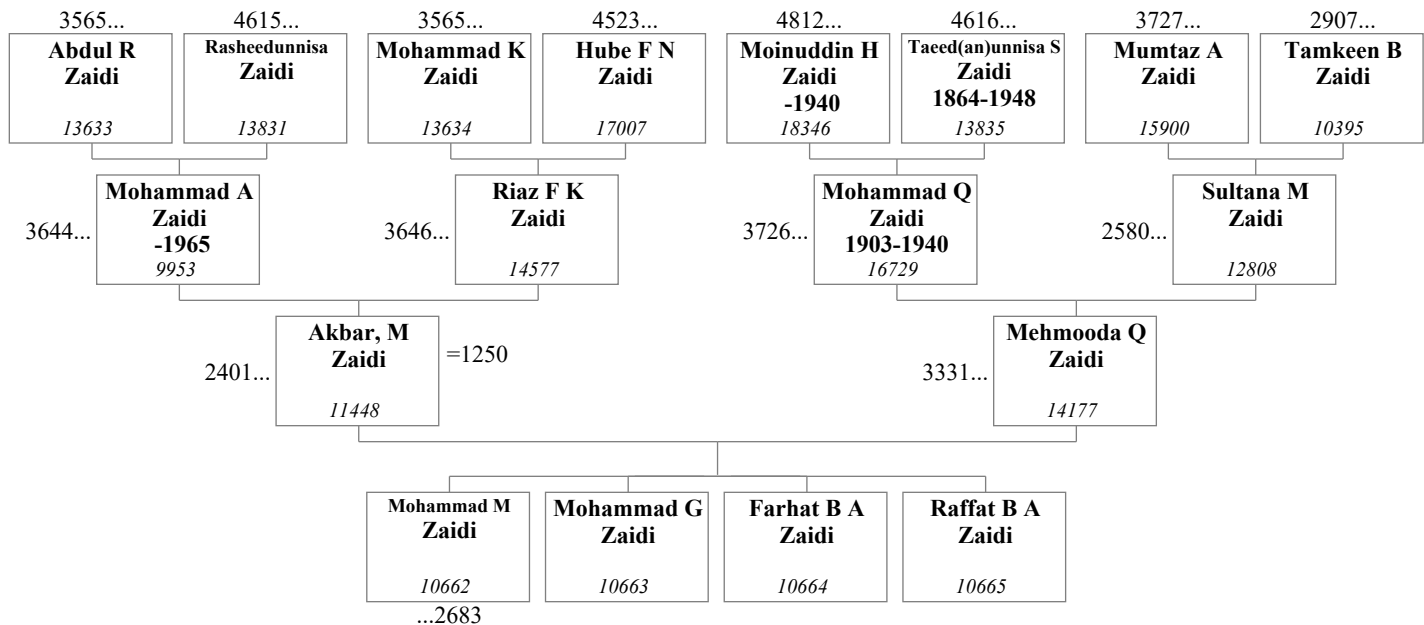 3565... 4615... 3565... 4523... 4812... 4616... 3727... 2907...
Abdul R
Zaidi
13633
Rasheedunnisa
Zaidi
13831
Mohammad K
Zaidi
13634
Hube F N
Zaidi
17007
Moinuddin H
Zaidi
-1940
18346
Taeed(an)unnisa S
Zaidi
1864-1948
13835
Mumtaz A
Zaidi
15900
Tamkeen B
Zaidi
10395
3644...
Mohammad A
Zaidi
-1965
9953
3646...
Riaz F K
Zaidi
14577
3726...
Mohammad Q
Zaidi
1903-1940
16729
2580...
Sultana M
Zaidi
12808
2401...
Akbar, M
Zaidi
11448
=1250
3331...
Mehmooda Q
Zaidi
14177
Mohammad M
Zaidi
10662
...2683
Mohammad G
Zaidi
10663
Farhat B A
Zaidi
10664
Raffat B A
Zaidi
10665